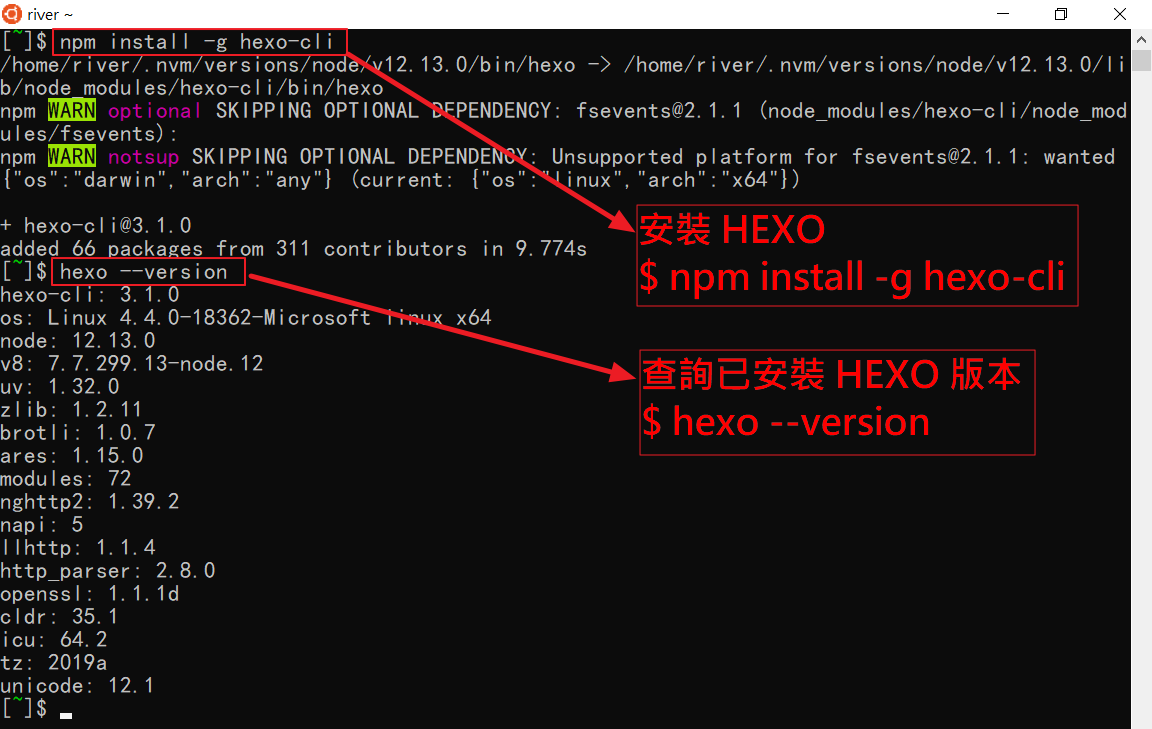 river ~
[~]$ npm install -g hexo-cli
/home/river/.nvm/versions/node/v12.13.0/bin/hexo -> /home/river/.nvm/versions/node/v12.13.0/li
b/node_modules/hexo-cli/bin/hexo
npm WARN optional SKIPPING OPTIONAL DEPENDENCY: fsevents@2.1.1 (node_modules/hexo-cli/node_mod
ules/fsevents):
npm WARN notsup SKIPPING OPTIONAL DEPENDENCY: Unsupported platform for fsevents@2.1.1: wanted
{"os":"darwin","arch":"any"} (current: {"os":"linux","arch":"x64"})
+ hexo-cli@3.1.0
added 66 packages from 311 contributors in 9.774s
[~]$ hexo --version
hexo-cli: 3.1.0
os: Linux 4.4.0-18362-Microsoft linux x64
node: 12.13.0
v8: 7.7.299.13-node.12
uv: 1.32.0
zlib: 1.2.11
brotli: 1.0.7
ares: 1.15.0
modules: 72
nghttp2: 1.39.2
napi: 5
llhttp: 1.1.4
http_parser: 2.8.0
openssl: 1.1.1d
cldr: 35.1
icu: 64.2
tz: 2019a
unicode: 12.1
[~]$
安裝 HEXO
$ npm install -g hexo-cli
查詢已安裝 HEXO 版本
$ hexo --version